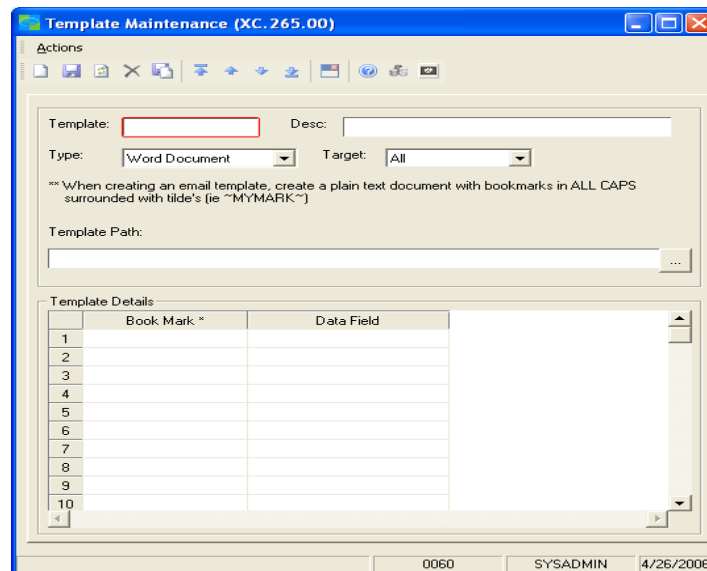 Template Maintenance (XC.265.00)
Actions
Template: Desc:
Type: Word Document Target: All
** When creating an email template, create a plain text document with bookmarks in ALL CAPS
surrounded with tilde's (ie ~MYMARK~)
Template Path:
...
Template Details
Book Mark * Data Field
1
2
3
4
5
6
7
8
9
10
0060 SYSADMIN 4/26/2006